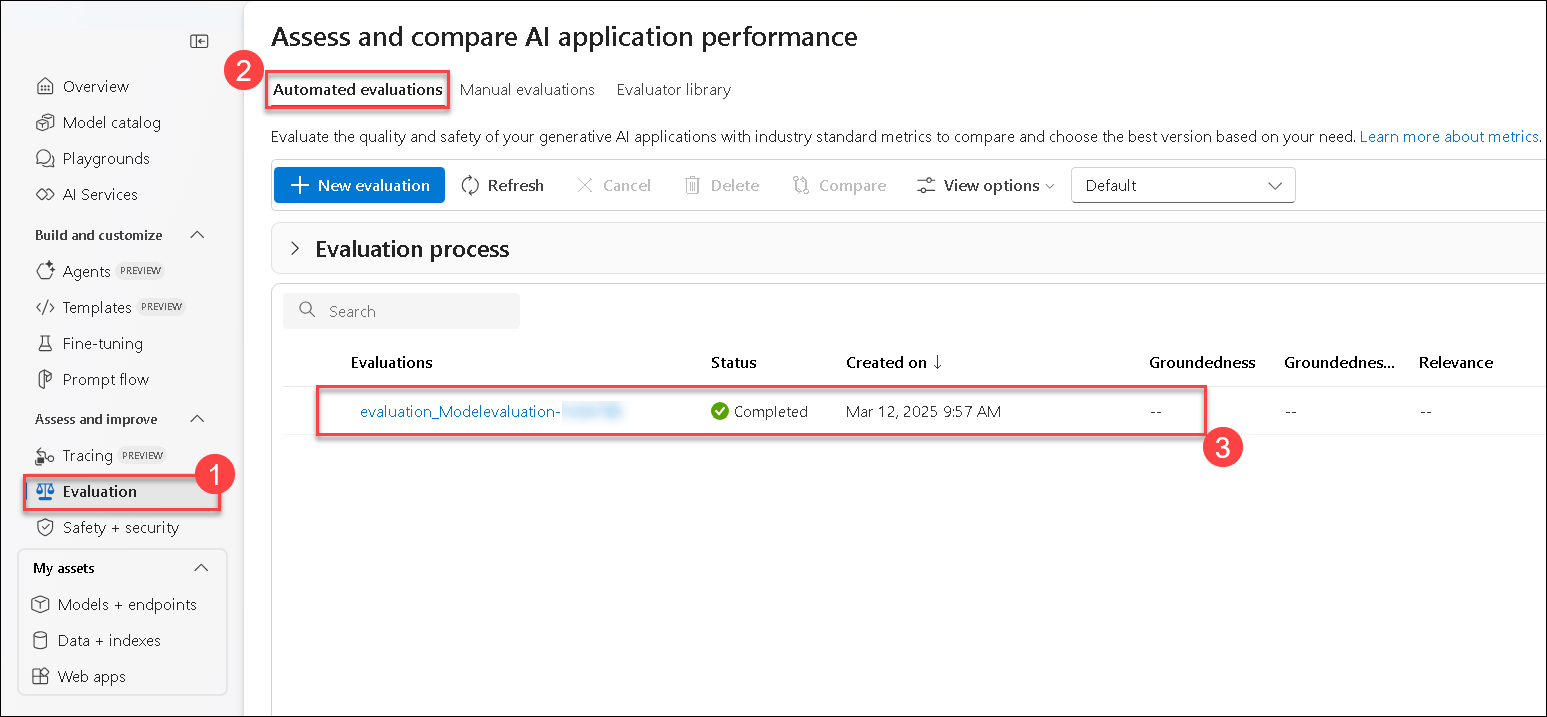 Assess and compare AI application performance
2
Automated evaluations Manual evaluations Evaluator library
Evaluate the quality and safety of your generative AI applications with industry standard metrics to compare and choose the best version based on your need. Learn more about metrics.
New evaluation Refresh Cancel Delete Compare View options Default
Evaluation process
Search
Evaluations Status Created on ↓ Groundedness Groundednes... Relevance
evaluation_Modelevaluation- Completed Mar 12, 2025 9:57 AM -- -- --
3
Overview
Model catalog
Playgrounds
AI Services
Build and customize
Agents PREVIEW
Templates PREVIEW
Fine-tuning
Prompt flow
Assess and improve
Tracing PREVIEW
1
Evaluation
Safety + security
My assets
Models + endpoints
Data + indexes
Web apps